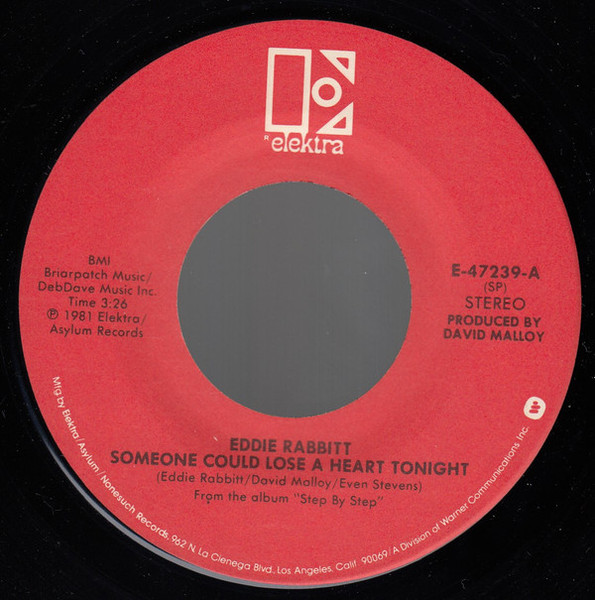 R elektra
BMI
Briarpatch Music/
DebDave Music Inc.
Time 3:26
℗ 1981 Elektra/
Asylum Records
E-47239-A
(SP)
STEREO
PRODUCED BY
DAVID MALLOY
EDDIE RABBITT
SOMEONE COULD LOSE A HEART TONIGHT
(Eddie Rabbitt/David Malloy/Even Stevens)
From the album "Step By Step"
Mfg by Elektra/Asylum/Nonesuch Records, 962 N. La Cienega Blvd. Los Angeles, Calif. 90069/A Division of Warner Communications Inc.